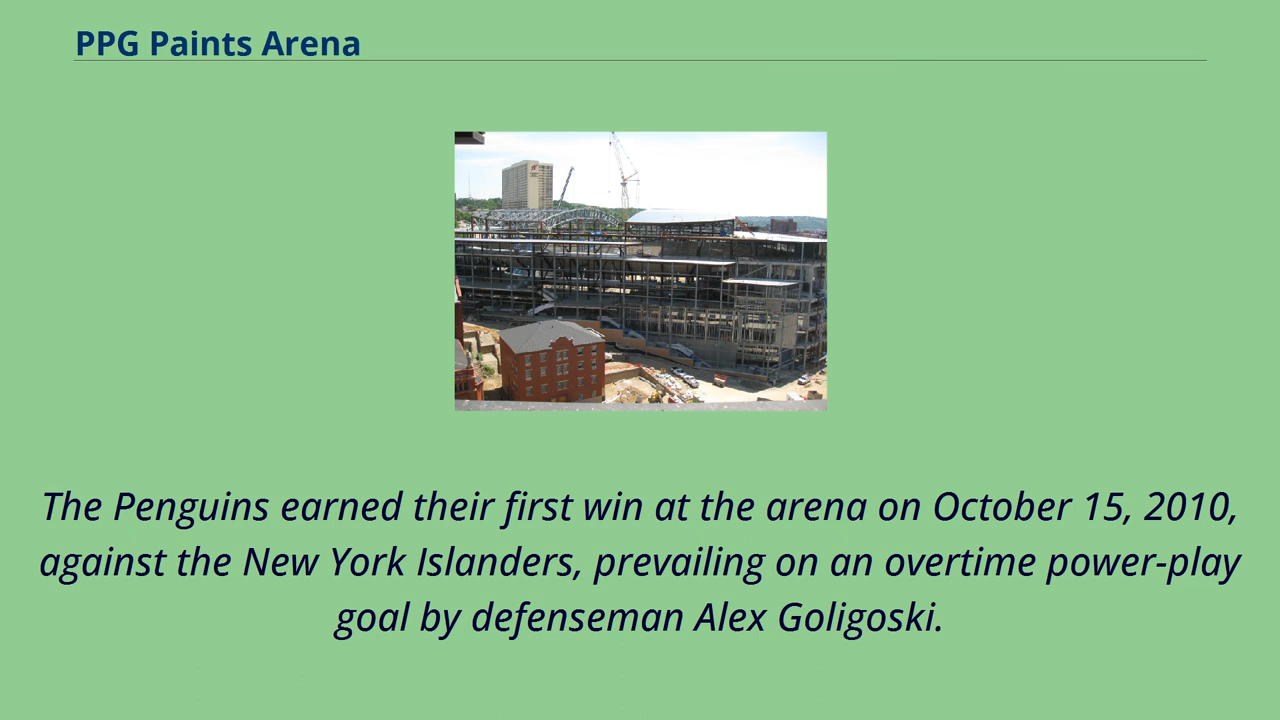 PPG Paints Arena
The Penguins earned their first win at the arena on October 15, 2010,
against the New York Islanders, prevailing on an overtime power-play
goal by defenseman Alex Goligoski.